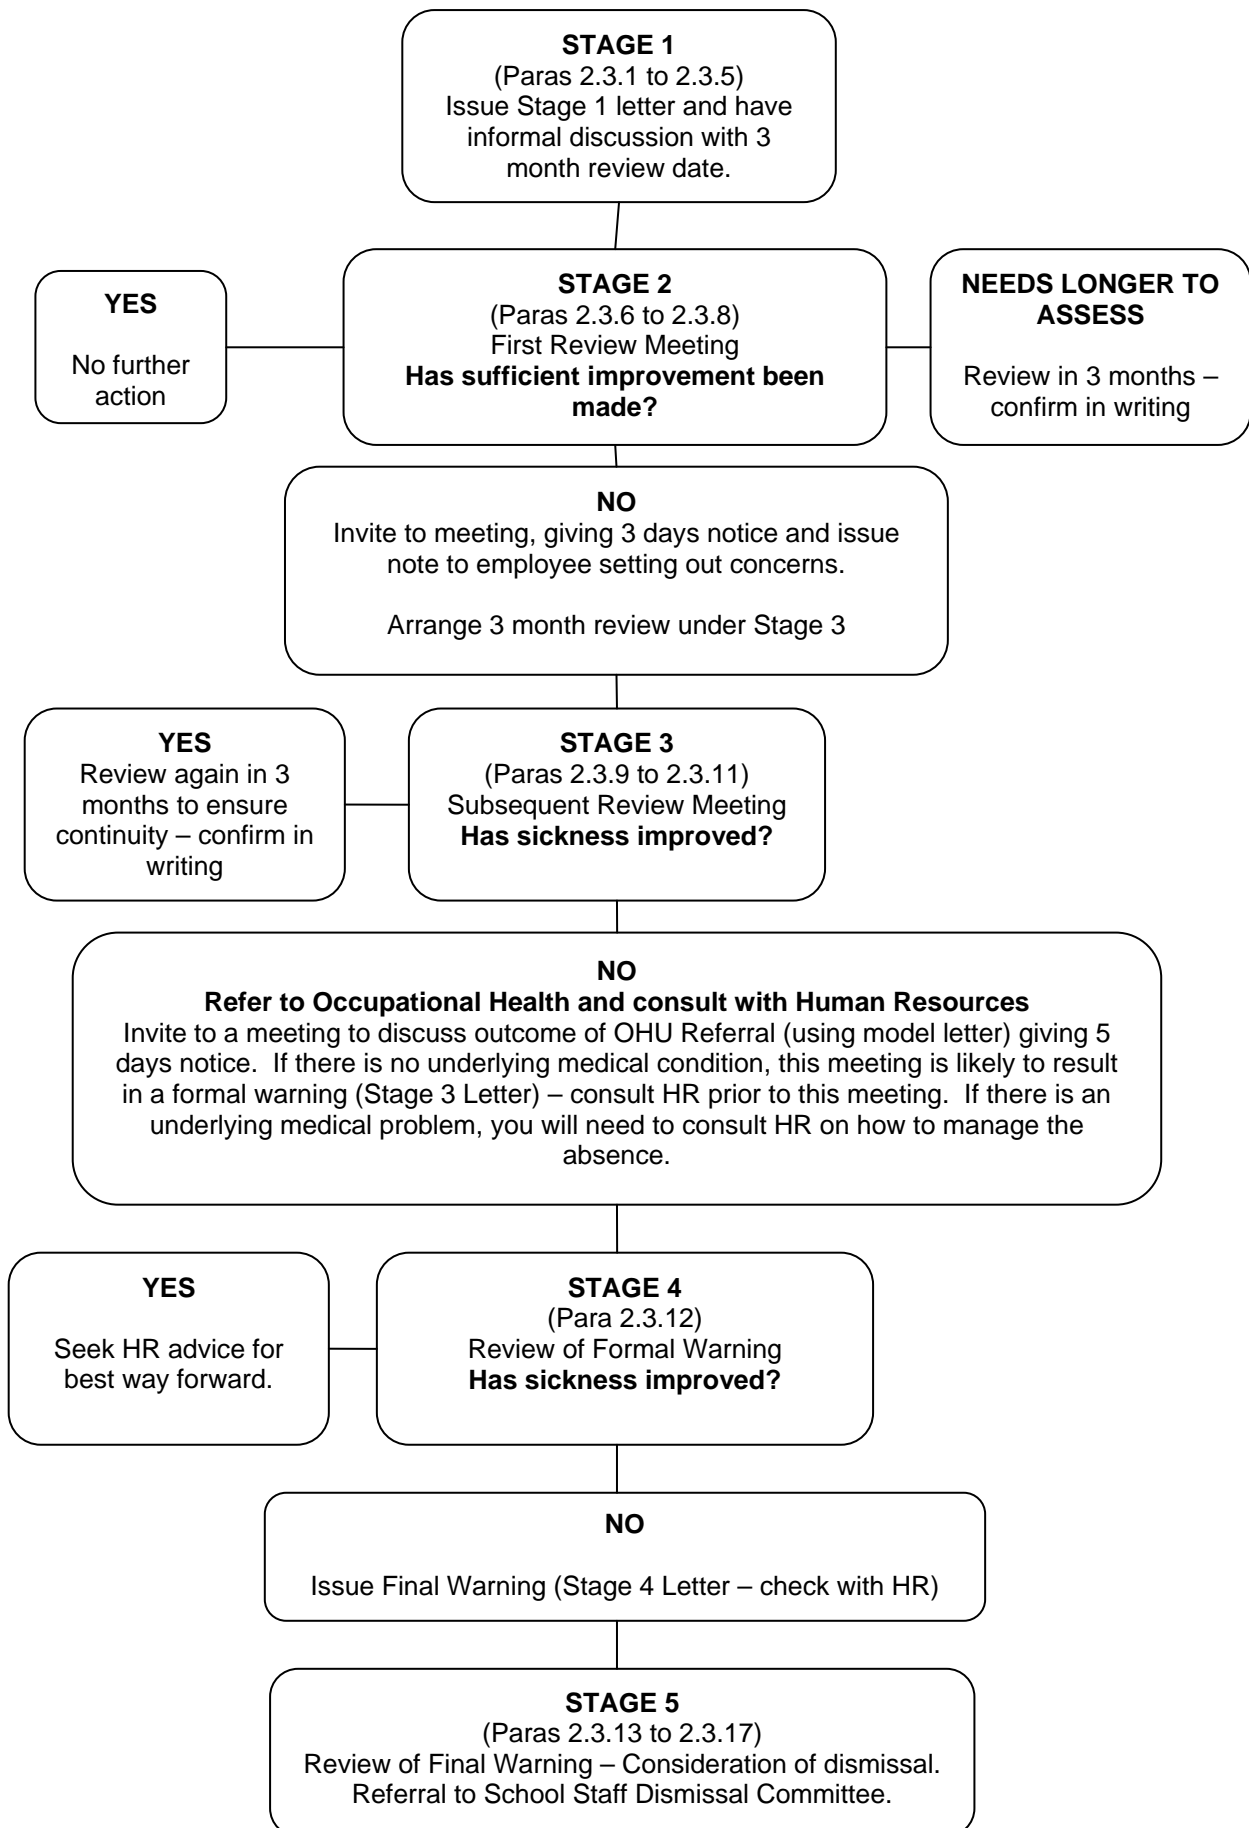 STAGE 1
(Paras 2.3.1 to 2.3.5)
Issue Stage 1 letter and have
informal discussion with 3
month review date.
YES
No further
action
STAGE 2
(Paras 2.3.6 to 2.3.8)
First Review Meeting
Has sufficient improvement been
made?
NEEDS LONGER TO
ASSESS
Review in 3 months –
confirm in writing
NO
Invite to meeting, giving 3 days notice and issue
note to employee setting out concerns.
Arrange 3 month review under Stage 3
YES
Review again in 3
months to ensure
continuity – confirm in
writing
STAGE 3
(Paras 2.3.9 to 2.3.11)
Subsequent Review Meeting
Has sickness improved?
NO
Refer to Occupational Health and consult with Human Resources
Invite to a meeting to discuss outcome of OHU Referral (using model letter) giving 5
days notice.  If there is no underlying medical condition, this meeting is likely to result
in a formal warning (Stage 3 Letter) – consult HR prior to this meeting.  If there is an
underlying medical problem, you will need to consult HR on how to manage the
absence.
YES
Seek HR advice for
best way forward.
STAGE 4
(Para 2.3.12)
Review of Formal Warning
Has sickness improved?
NO
Issue Final Warning (Stage 4 Letter – check with HR)
STAGE 5
(Paras 2.3.13 to 2.3.17)
Review of Final Warning – Consideration of dismissal.
Referral to School Staff Dismissal Committee.